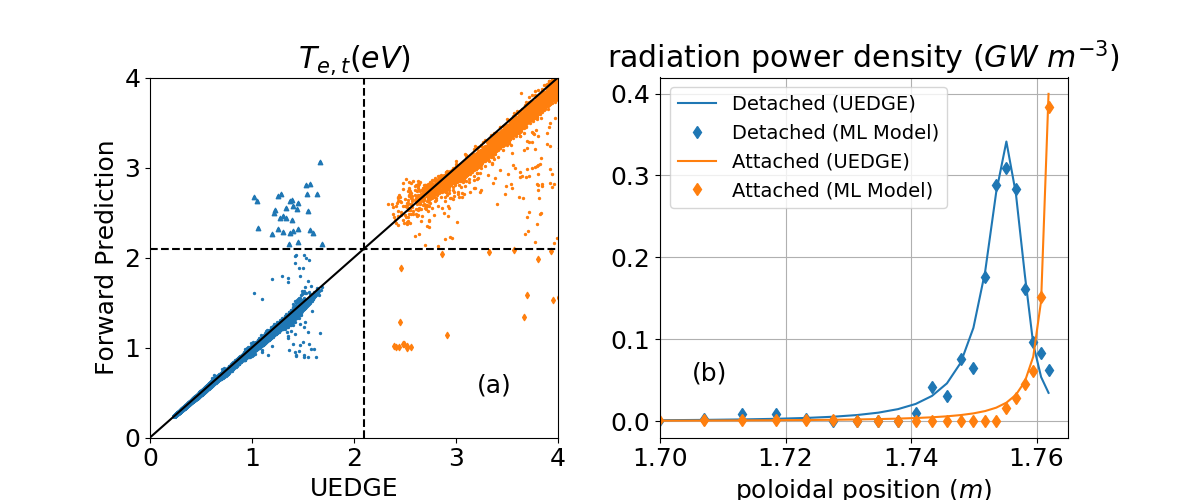 T_{e,t}(eV)
4
3
2
1
0
Forward Prediction
(a)
0 1 2 3 4
UEDGE
radiation power density (GW m^{-3})
Detached (UEDGE)
Detached (ML Model)
Attached (UEDGE)
Attached (ML Model)
0.4
0.3
0.2
0.1
0.0
(b)
1.70 1.72 1.74 1.76
poloidal position (m)